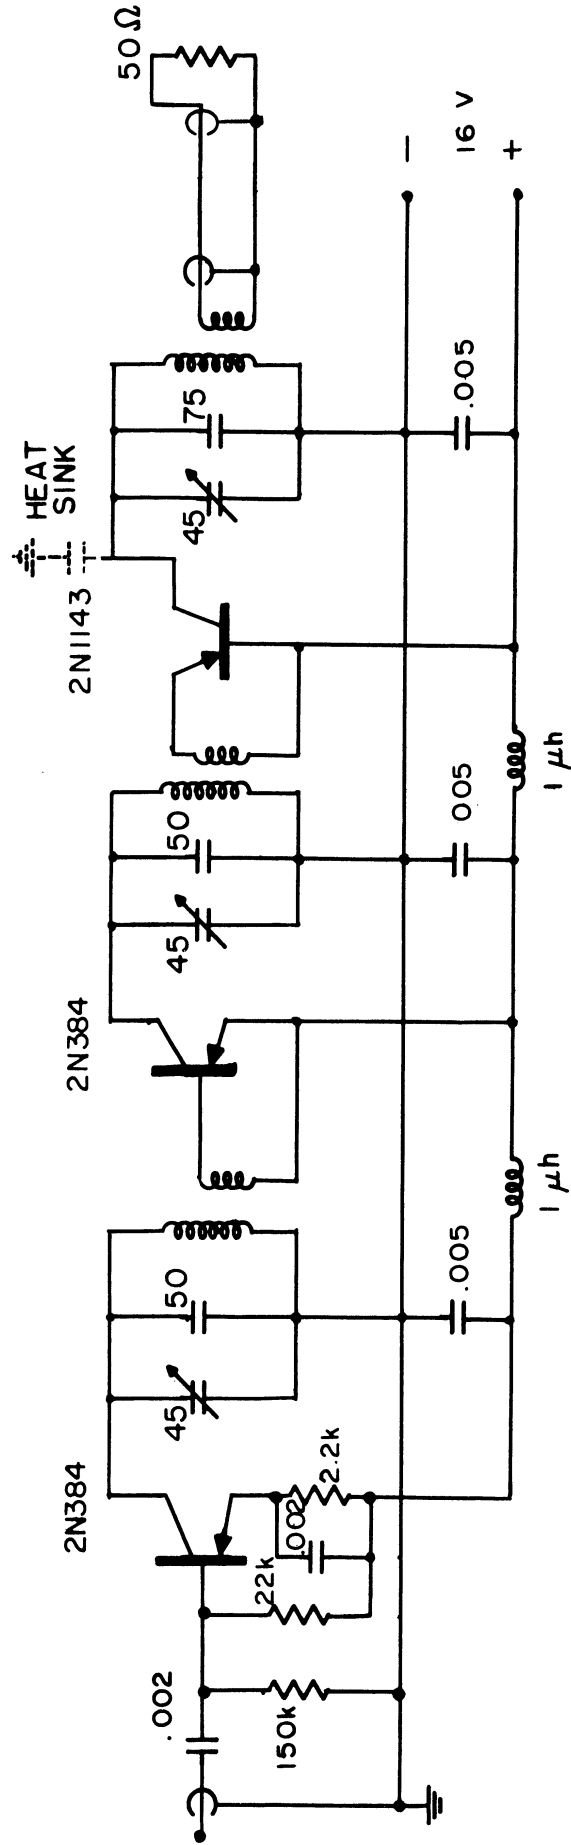 .002
150k
22k
.002
2.2k
2N384
45
50
.005
1 μh
2N384
45
50
005
1 μh
2N1143
HEAT
SINK
45
75
.005
50Ω
−
16 V
+